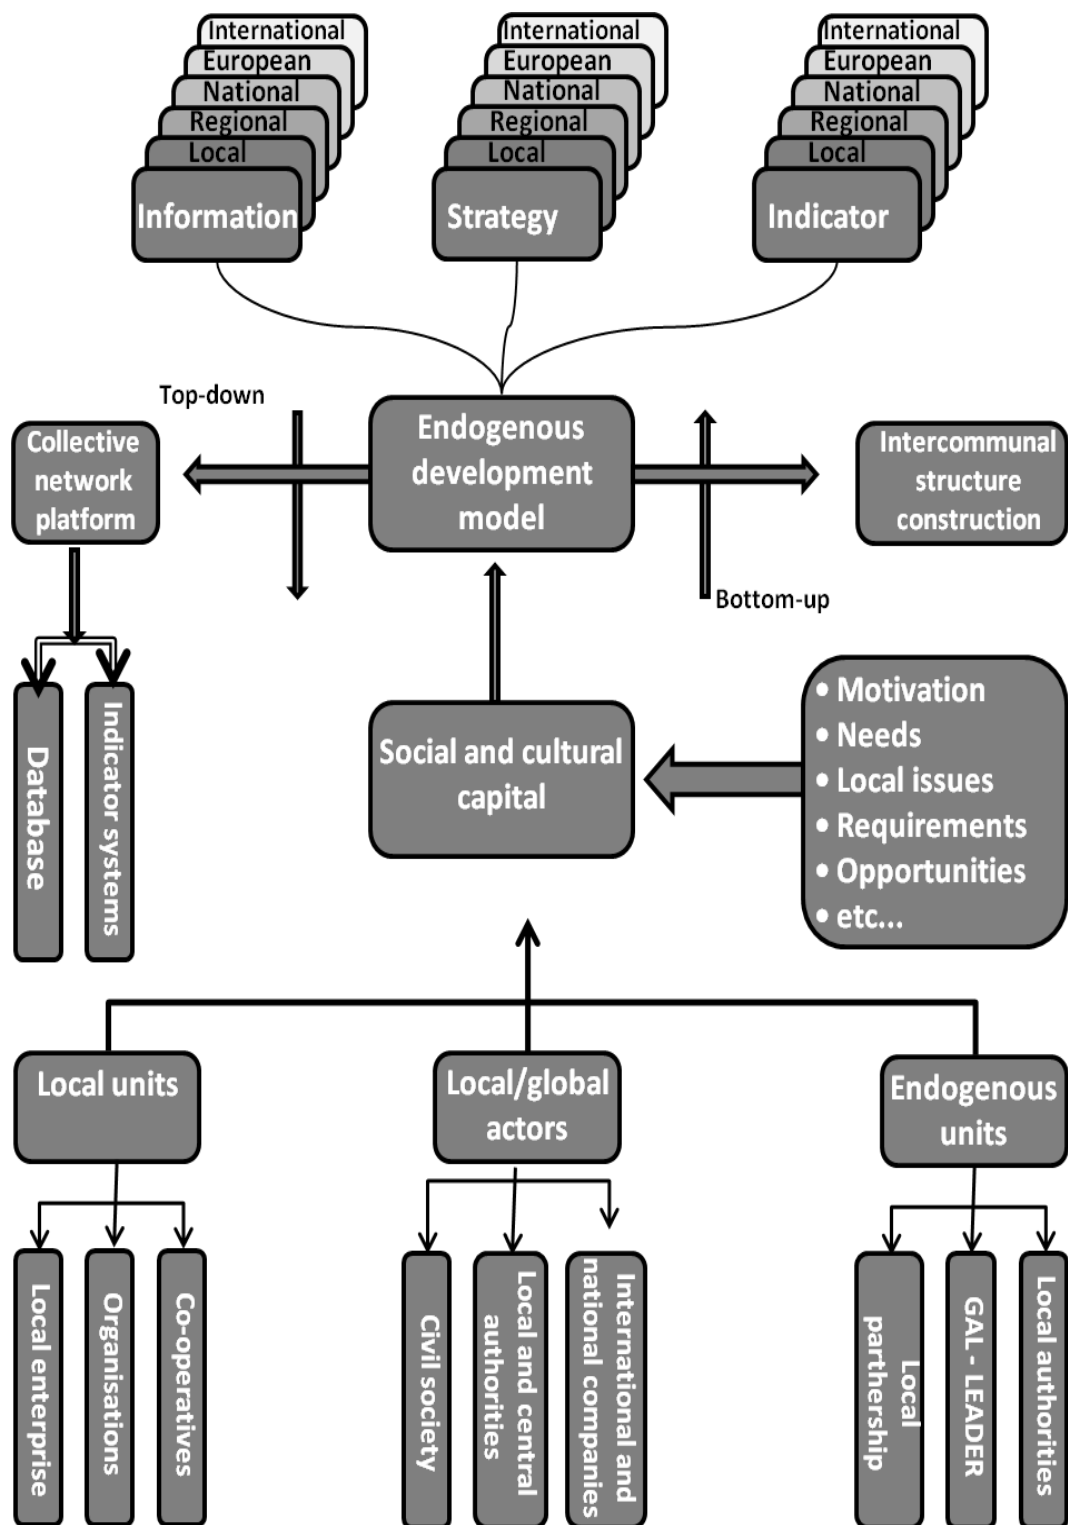 International
European
National
Regional
Local
Information
International
European
National
Regional
Local
Strategy
International
European
National
Regional
Local
Indicator
Top-down
Collective
network
platform
Endogenous
development
model
Intercommunal
structure
construction
Bottom-up
Database
Indicator systems
Social and cultural
capital
• Motivation
• Needs
• Local issues
• Requirements
• Opportunities
• etc...
Local units
Local/global
actors
Endogenous
units
Local enterprise
Organisations
Co-operatives
Civil society
Local and central
authorities
International and
national companies
Local
parthership
GAL - LEADER
Local authorities